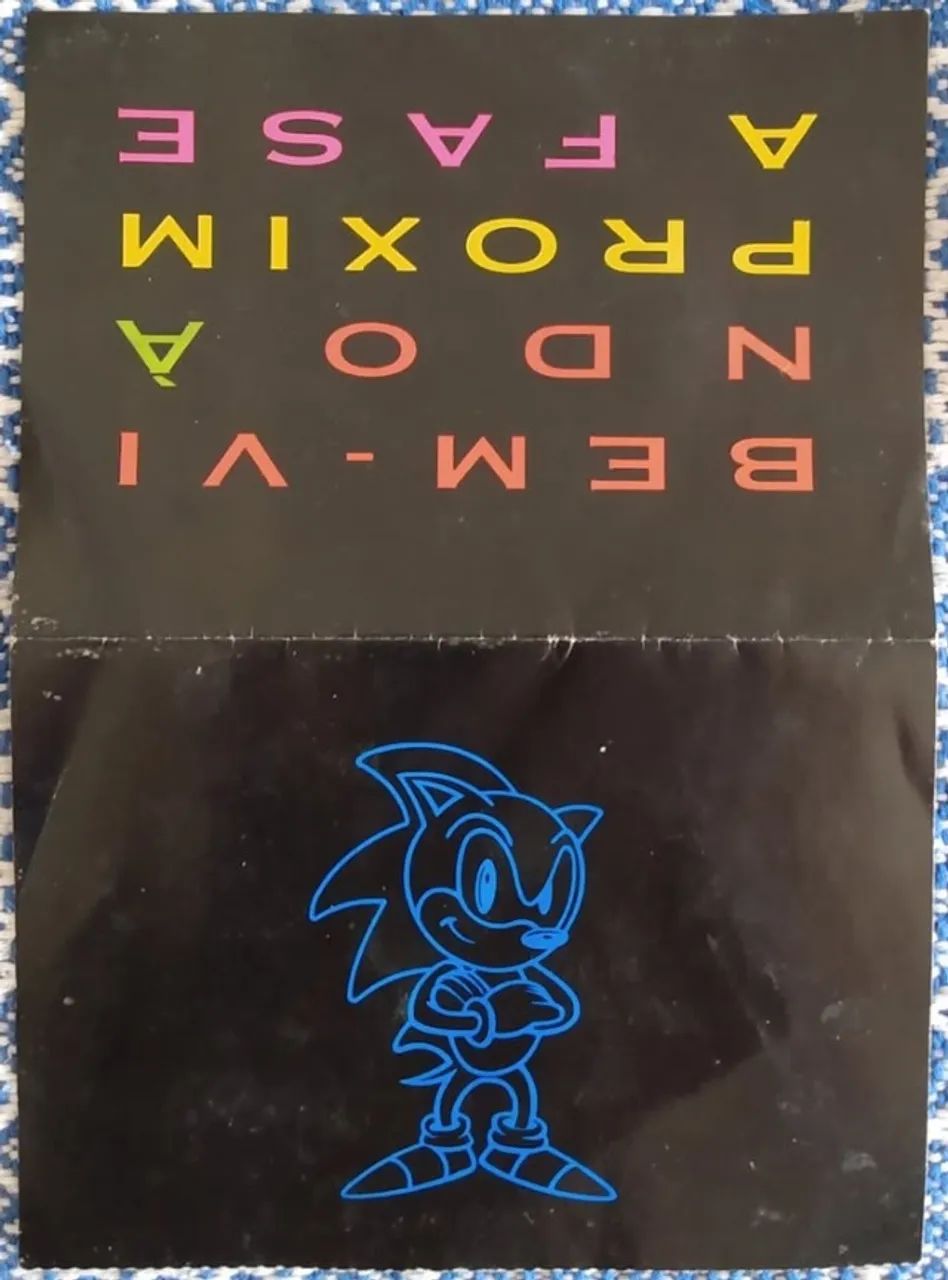 BEM-VI
NDO À
PROXIM
A FASE